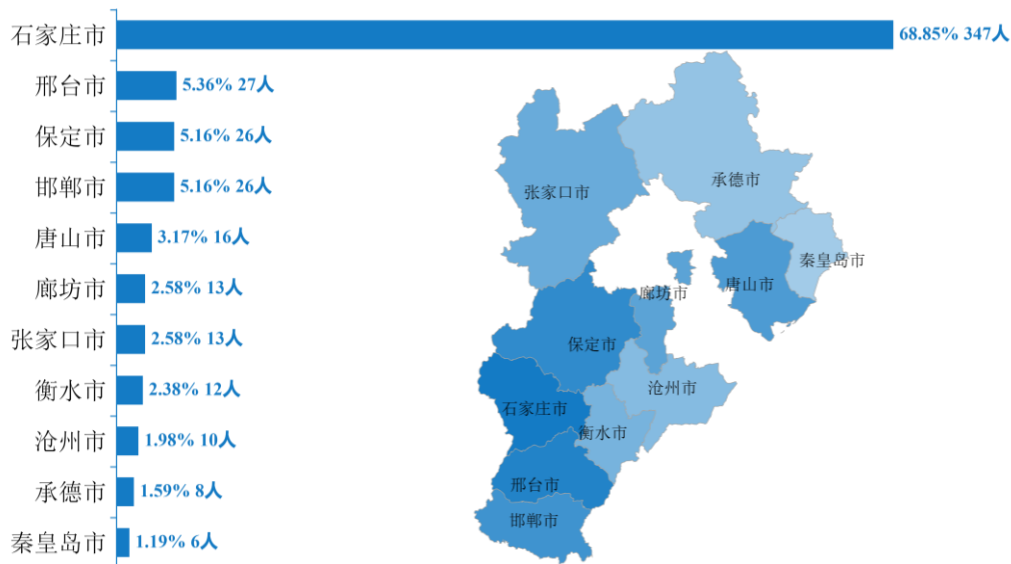 石家庄市 68.85% 347人
邢台市 5.36% 27人
保定市 5.16% 26人
邯郸市 5.16% 26人
唐山市 3.17% 16人
廊坊市 2.58% 13人
张家口市 2.58% 13人
衡水市 2.38% 12人
沧州市 1.98% 10人
承德市 1.59% 8人
秦皇岛市 1.19% 6人
承德市
张家口市
秦皇岛市
唐山市
廊坊市
保定市
沧州市
石家庄市
衡水市
邢台市
邯郸市